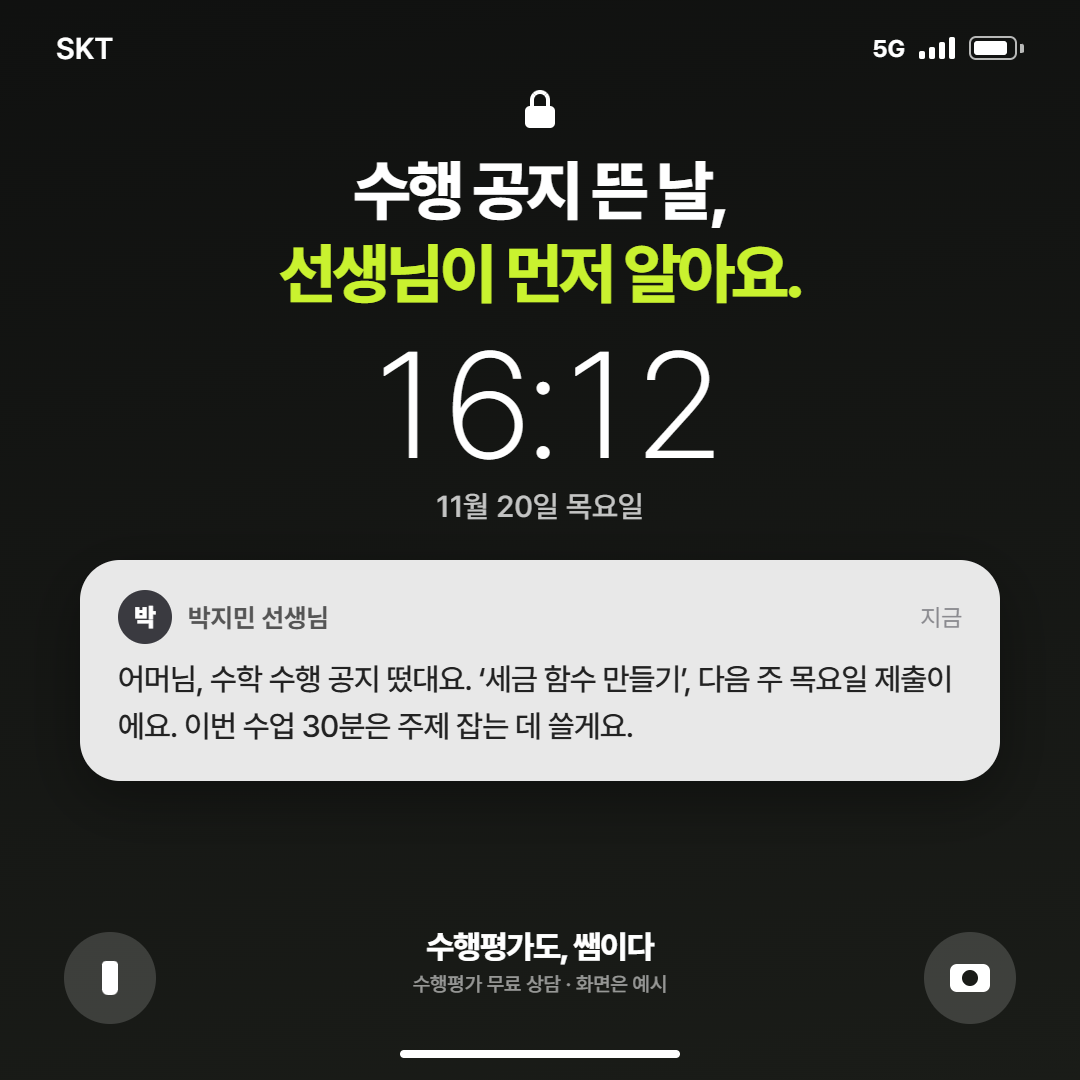 SKT
5G
수행 공지 뜬 날,
선생님이 먼저 알아요.
16:12
11월 20일 목요일
박
박지민 선생님
지금
어머님, 수학 수행 공지 떴대요. ‘세금 함수 만들기’, 다음 주 목요일 제출이
에요. 이번 수업 30분은 주제 잡는 데 쓸게요.
수행평가도, 쌤이다
수행평가 무료 상담 · 화면은 예시